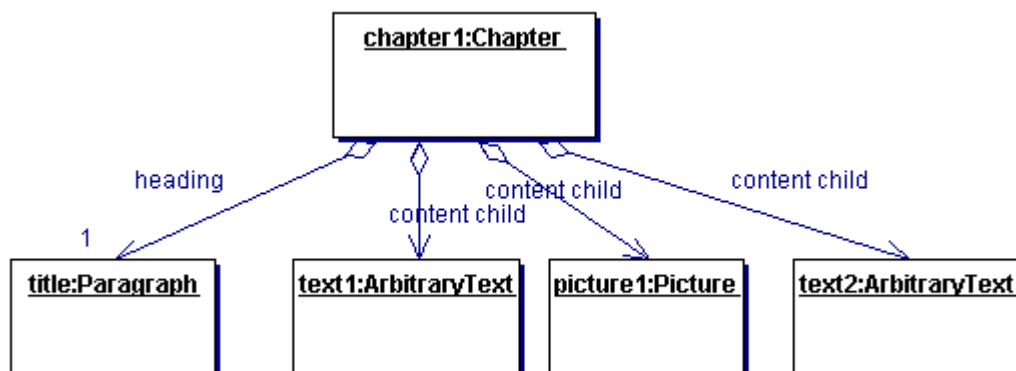 chapter1:Chapter
heading
content child
content child
content child
1
title:Paragraph
text1:ArbitraryText
picture1:Picture
text2:ArbitraryText